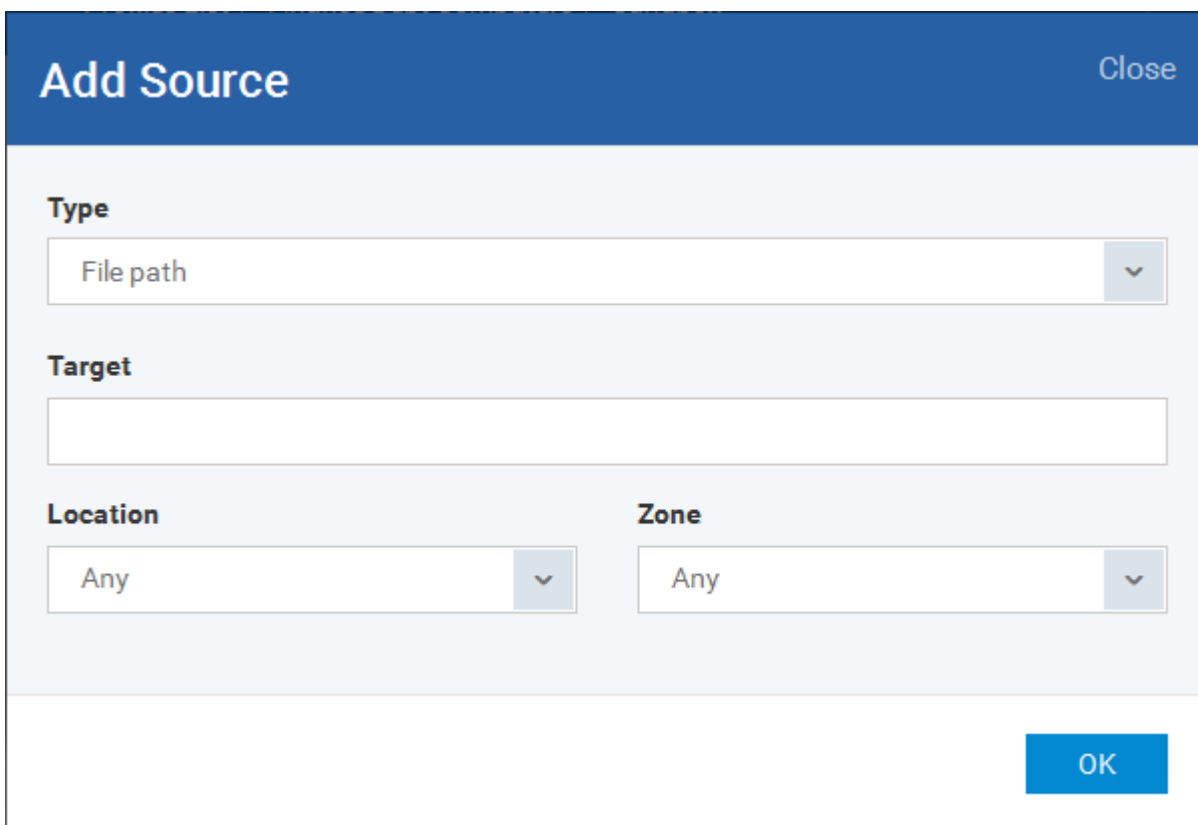 Add Source
Close
Type
File path
Target
Location
Zone
Any
Any
OK